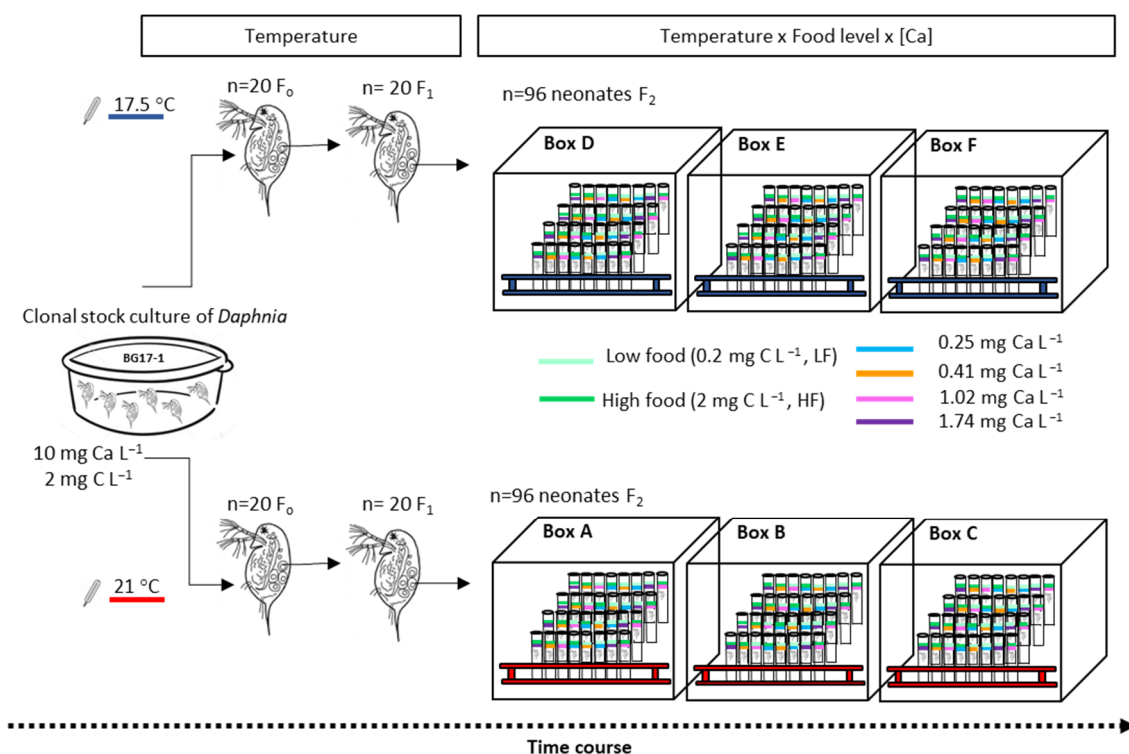 Temperature
Temperature x Food level x [Ca]
17.5 °C
n=20 Fo
n= 20 F1
n=96 neonates F2
Box D
Box E
Box F
Clonal stock culture of Daphnia
BG17-1
10 mg Ca L−1
2 mg C L−1
Low food (0.2 mg C L−1, LF)
High food (2 mg C L−1, HF)
0.25 mg Ca L−1
0.41 mg Ca L−1
1.02 mg Ca L−1
1.74 mg Ca L−1
21 °C
n=20 Fo
n= 20 F1
n=96 neonates F2
Box A
Box B
Box C
Time course